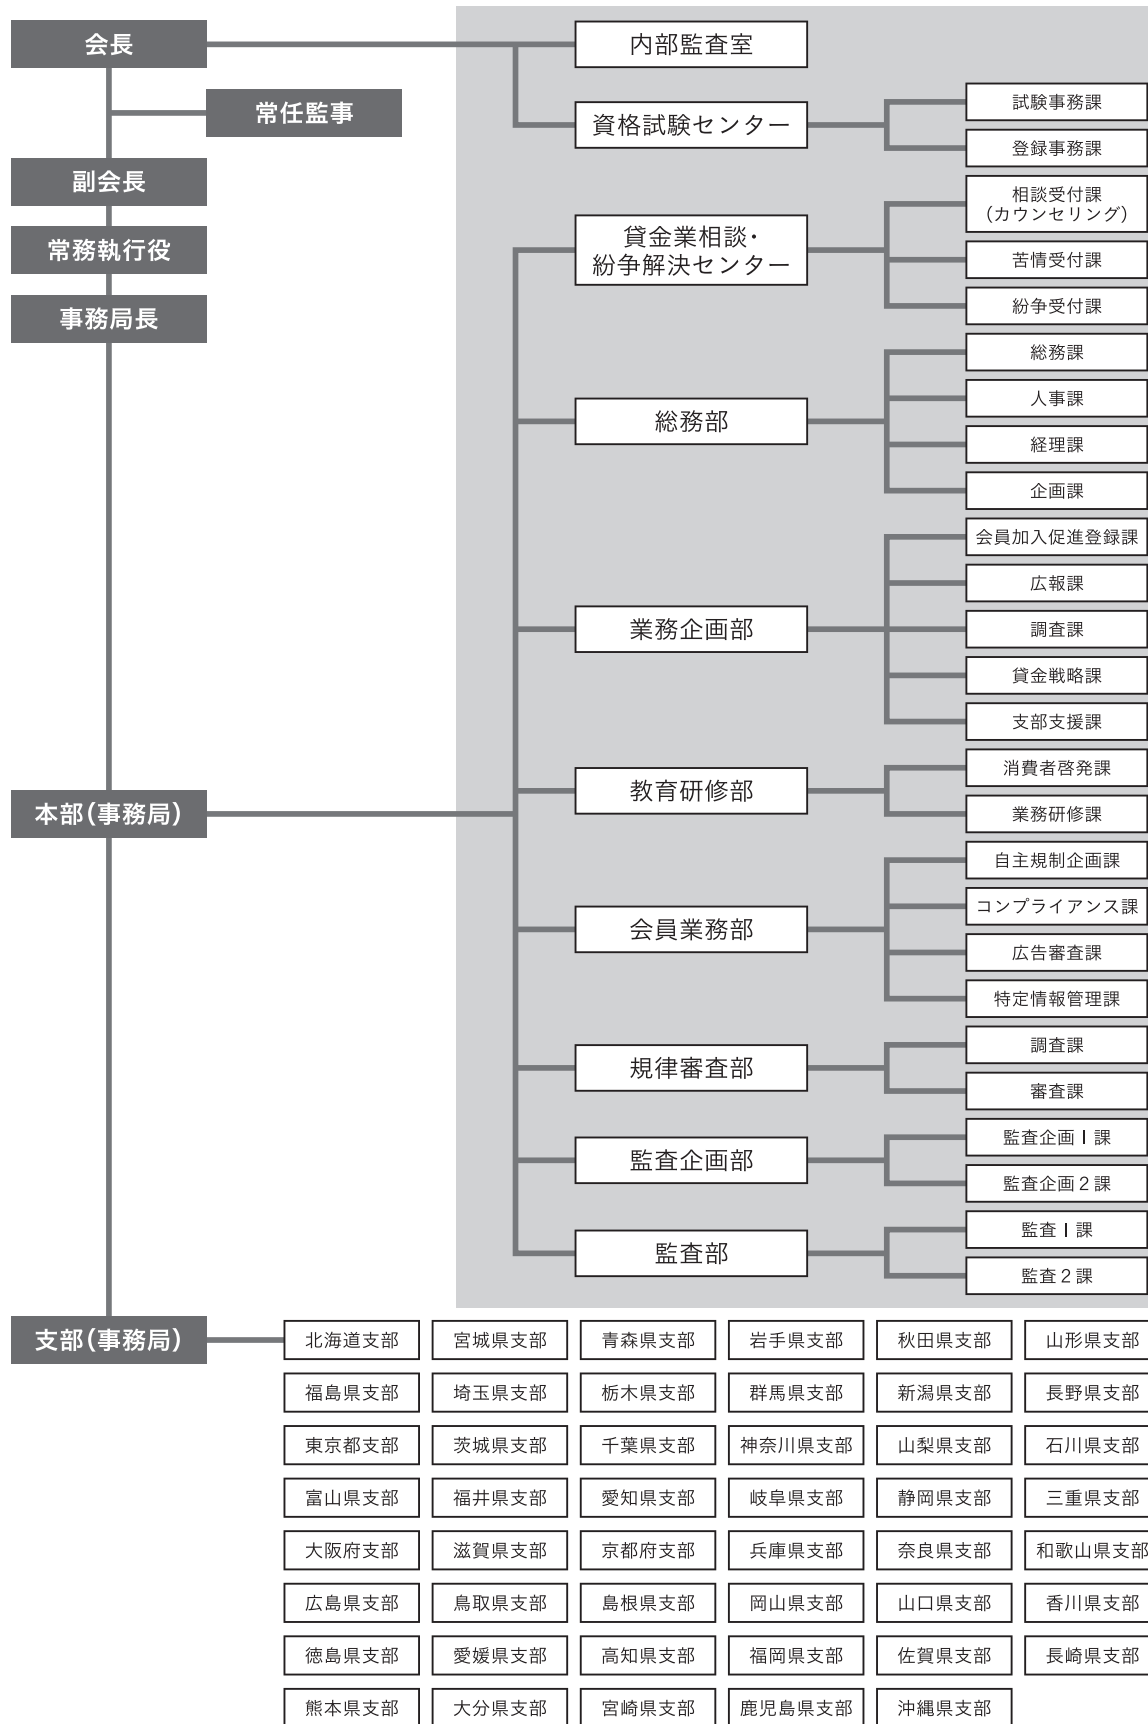 会長
内部監査室
常任監事
資格試験センター
試験事務課
登録事務課
副会長
常務執行役
事務局長
貸金業相談・
紛争解決センター
相談受付課
（カウンセリング）
苦情受付課
紛争受付課
総務部
総務課
人事課
経理課
企画課
業務企画部
会員加入促進登録課
広報課
調査課
貸金戦略課
支部支援課
本部（事務局）
教育研修部
消費者啓発課
業務研修課
会員業務部
自主規制企画課
コンプライアンス課
広告審査課
特定情報管理課
規律審査部
調査課
審査課
監査企画部
監査企画1課
監査企画2課
監査部
監査1課
監査2課
支部（事務局）
北海道支部
宮城県支部
青森県支部
岩手県支部
秋田県支部
山形県支部
福島県支部
埼玉県支部
栃木県支部
群馬県支部
新潟県支部
長野県支部
東京都支部
茨城県支部
千葉県支部
神奈川県支部
山梨県支部
石川県支部
富山県支部
福井県支部
愛知県支部
岐阜県支部
静岡県支部
三重県支部
大阪府支部
滋賀県支部
京都府支部
兵庫県支部
奈良県支部
和歌山県支部
広島県支部
鳥取県支部
島根県支部
岡山県支部
山口県支部
香川県支部
徳島県支部
愛媛県支部
高知県支部
福岡県支部
佐賀県支部
長崎県支部
熊本県支部
大分県支部
宮崎県支部
鹿児島県支部
沖縄県支部